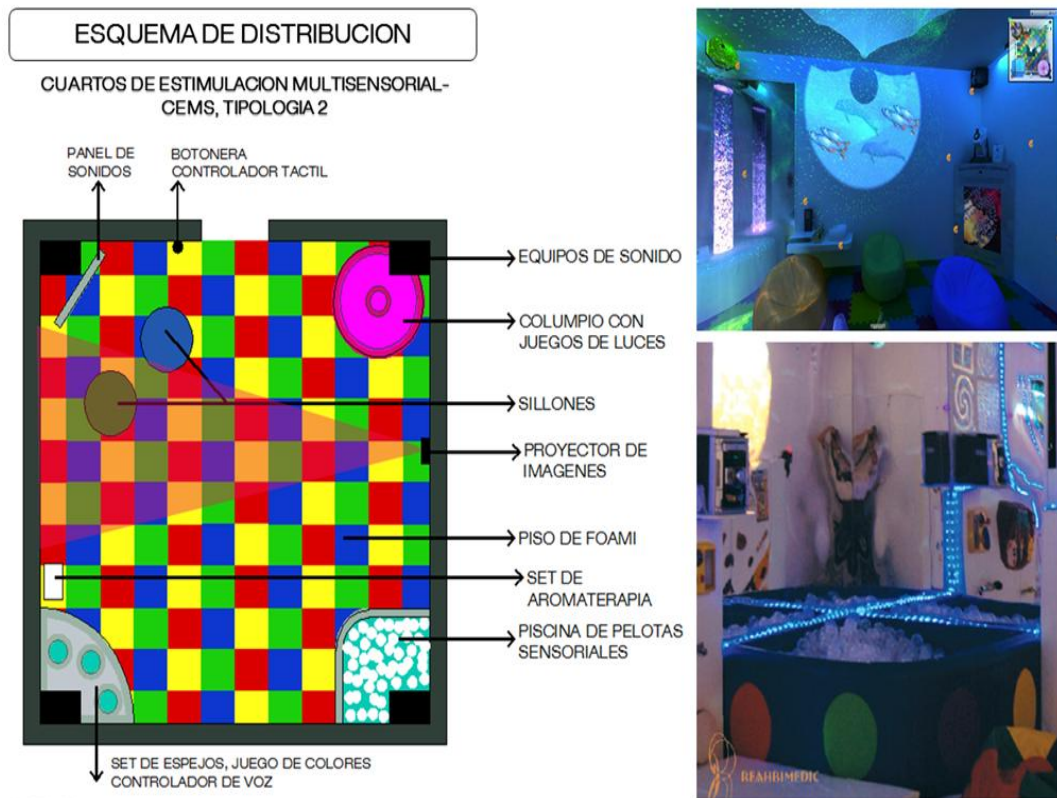 ESQUEMA DE DISTRIBUCION
CUARTOS DE ESTIMULACION MULTISENSORIAL-
CEMS, TIPOLOGIA 2
PANEL DE
SONIDOS
BOTONERA
CONTROLADOR TACTIL
EQUIPOS DE SONIDO
COLUMPIO CON
JUEGOS DE LUCES
SILLONES
PROYECTOR DE
IMAGENES
PISO DE FOAMI
SET DE
AROMATERAPIA
PISCINA DE PELOTAS
SENSORIALES
SET DE ESPEJOS, JUEGO DE COLORES
CONTROLADOR DE VOZ
REAHBIMEDIC